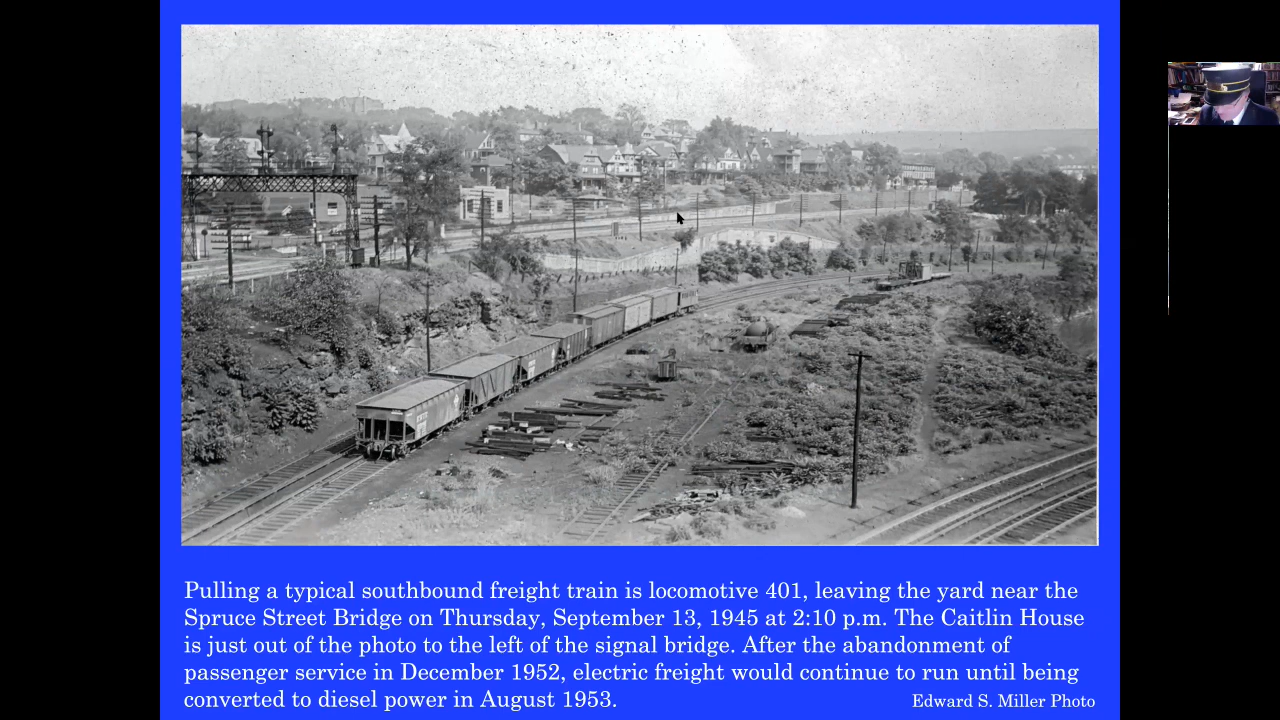 Pulling a typical southbound freight train is locomotive 401, leaving the yard near the
Spruce Street Bridge on Thursday, September 13, 1945 at 2:10 p.m. The Caitlin House
is just out of the photo to the left of the signal bridge. After the abandonment of
passenger service in December 1952, electric freight would continue to run until being
converted to diesel power in August 1953.
Edward S. Miller Photo